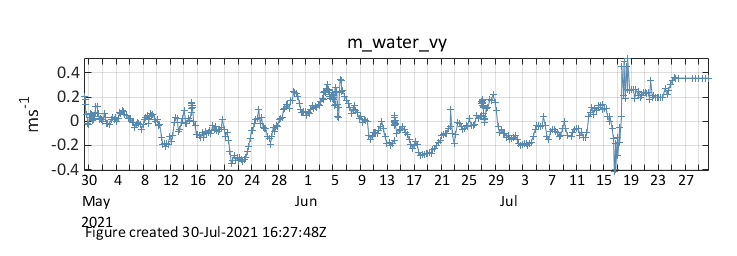 m_water_vy
ms-1
0.4
0.2
0
-0.2
-0.4
30 4 8 12 16 20 24 28 1 5 9 13 17 21 25 29 3 7 11 15 19 23 27
May Jun Jul
2021
Figure created 30-Jul-2021 16:27:48Z